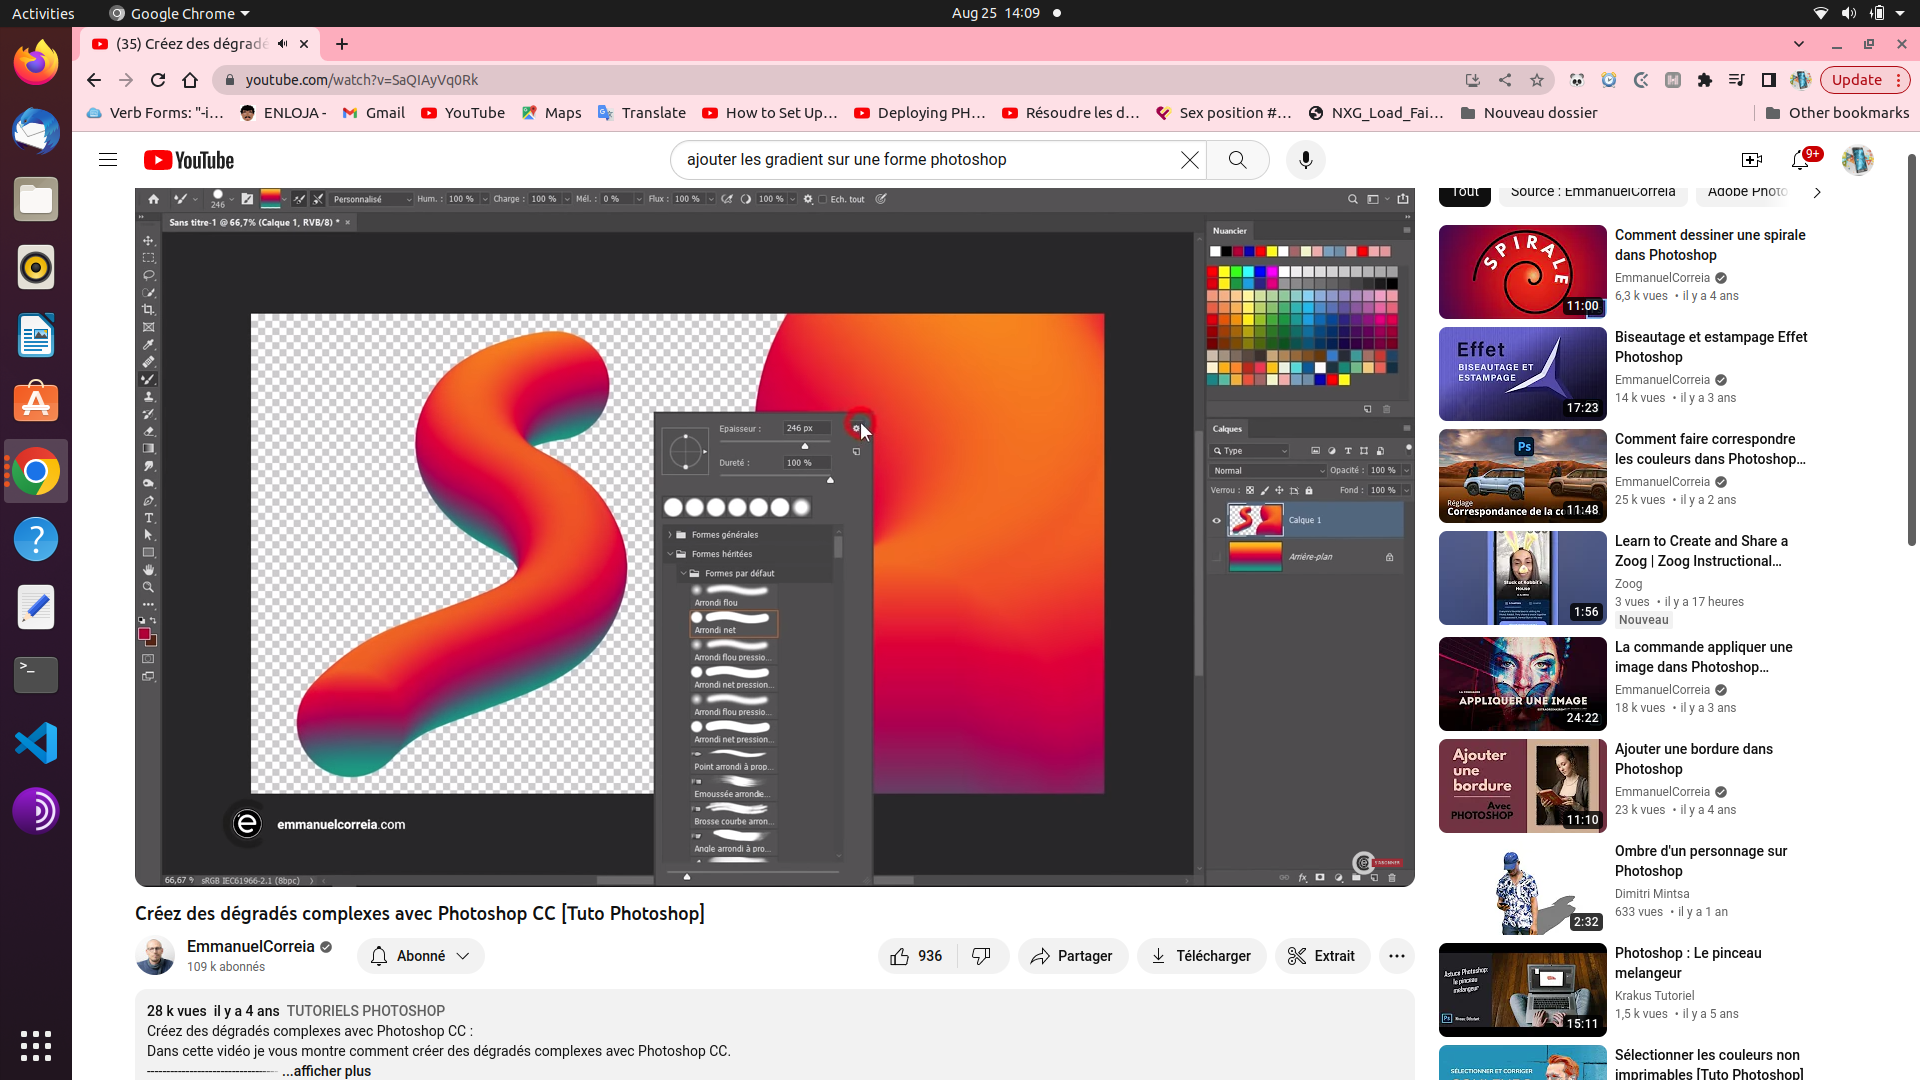 Activities
Google Chrome
Aug 25 14:09
(35) Créez des dégradé
youtube.com/watch?v=SaQIAyVq0Rk
Update
Verb Forms: "-i…
ENLOJA -
Gmail
YouTube
Maps
Translate
How to Set Up…
Deploying PH…
Résoudre les d…
Sex position #…
NXG_Load_Fai…
Nouveau dossier
Other bookmarks
YouTube
ajouter les gradient sur une forme photoshop
9+
246
Personnalisé
Hum. : 100 %
Charge : 100 %
Mél. : 0 %
Flux : 100 %
100 %
Ech. tout
Sans titre-1 @ 66,7% (Calque 1, RVB/8) *
Epaisseur :
246 px
Dureté :
100 %
Formes générales
Formes héritées
Formes par défaut
Arrondi flou
Arrondi net
Arrondi flou pressio...
Arrondi net pression...
Arrondi flou pressio...
Arrondi net pression...
Point arrondi à prop...
Emoussée arrondie...
Brosse courbe arron...
Angle arrondi à pro...
Nuancier
Calques
Type
Normal
Opacité : 100 %
Verrou :
Fond : 100 %
Calque 1
Arrière-plan
emmanuelcorreia.com
66,67 %
sRGB IEC61966-2.1 (8bpc)
Créez des dégradés complexes avec Photoshop CC [Tuto Photoshop]
EmmanuelCorreia
109 k abonnés
Abonné
936
Partager
Télécharger
Extrait
28 k vues il y a 4 ans TUTORIELS PHOTOSHOP
Créez des dégradés complexes avec Photoshop CC :
Dans cette vidéo je vous montre comment créer des dégradés complexes avec Photoshop CC.
---------------------------------- ...afficher plus
Tout
Source : EmmanuelCorreia
Adobe Photo
SPIRALE
11:00
Comment dessiner une spirale
dans Photoshop
EmmanuelCorreia
6,3 k vues • il y a 4 ans
Effet
BISEAUTAGE ET
ESTAMPAGE
17:23
Biseautage et estampage Effet
Photoshop
EmmanuelCorreia
14 k vues • il y a 3 ans
Ps
Réglage
Correspondance de la co
11:48
Comment faire correspondre
les couleurs dans Photoshop…
EmmanuelCorreia
25 k vues • il y a 2 ans
1:56
Learn to Create and Share a
Zoog | Zoog Instructional…
Zoog
3 vues • il y a 17 heures
Nouveau
APPLIQUER UNE IMAGE
24:22
La commande appliquer une
image dans Photoshop…
EmmanuelCorreia
18 k vues • il y a 3 ans
Ajouter
une
bordure
Avec
PHOTOSHOP
11:10
Ajouter une bordure dans
Photoshop
EmmanuelCorreia
23 k vues • il y a 4 ans
2:32
Ombre d'un personnage sur
Photoshop
Dimitri Mintsa
633 vues • il y a 1 an
Astuce Photoshop:
le pinceau
melangeur
Ps
15:11
Photoshop : Le pinceau
melangeur
Krakus Tutoriel
1,5 k vues • il y a 5 ans
SÉLECTIONNER ET CORRIGER
Sélectionner les couleurs non
imprimables [Tuto Photoshop]